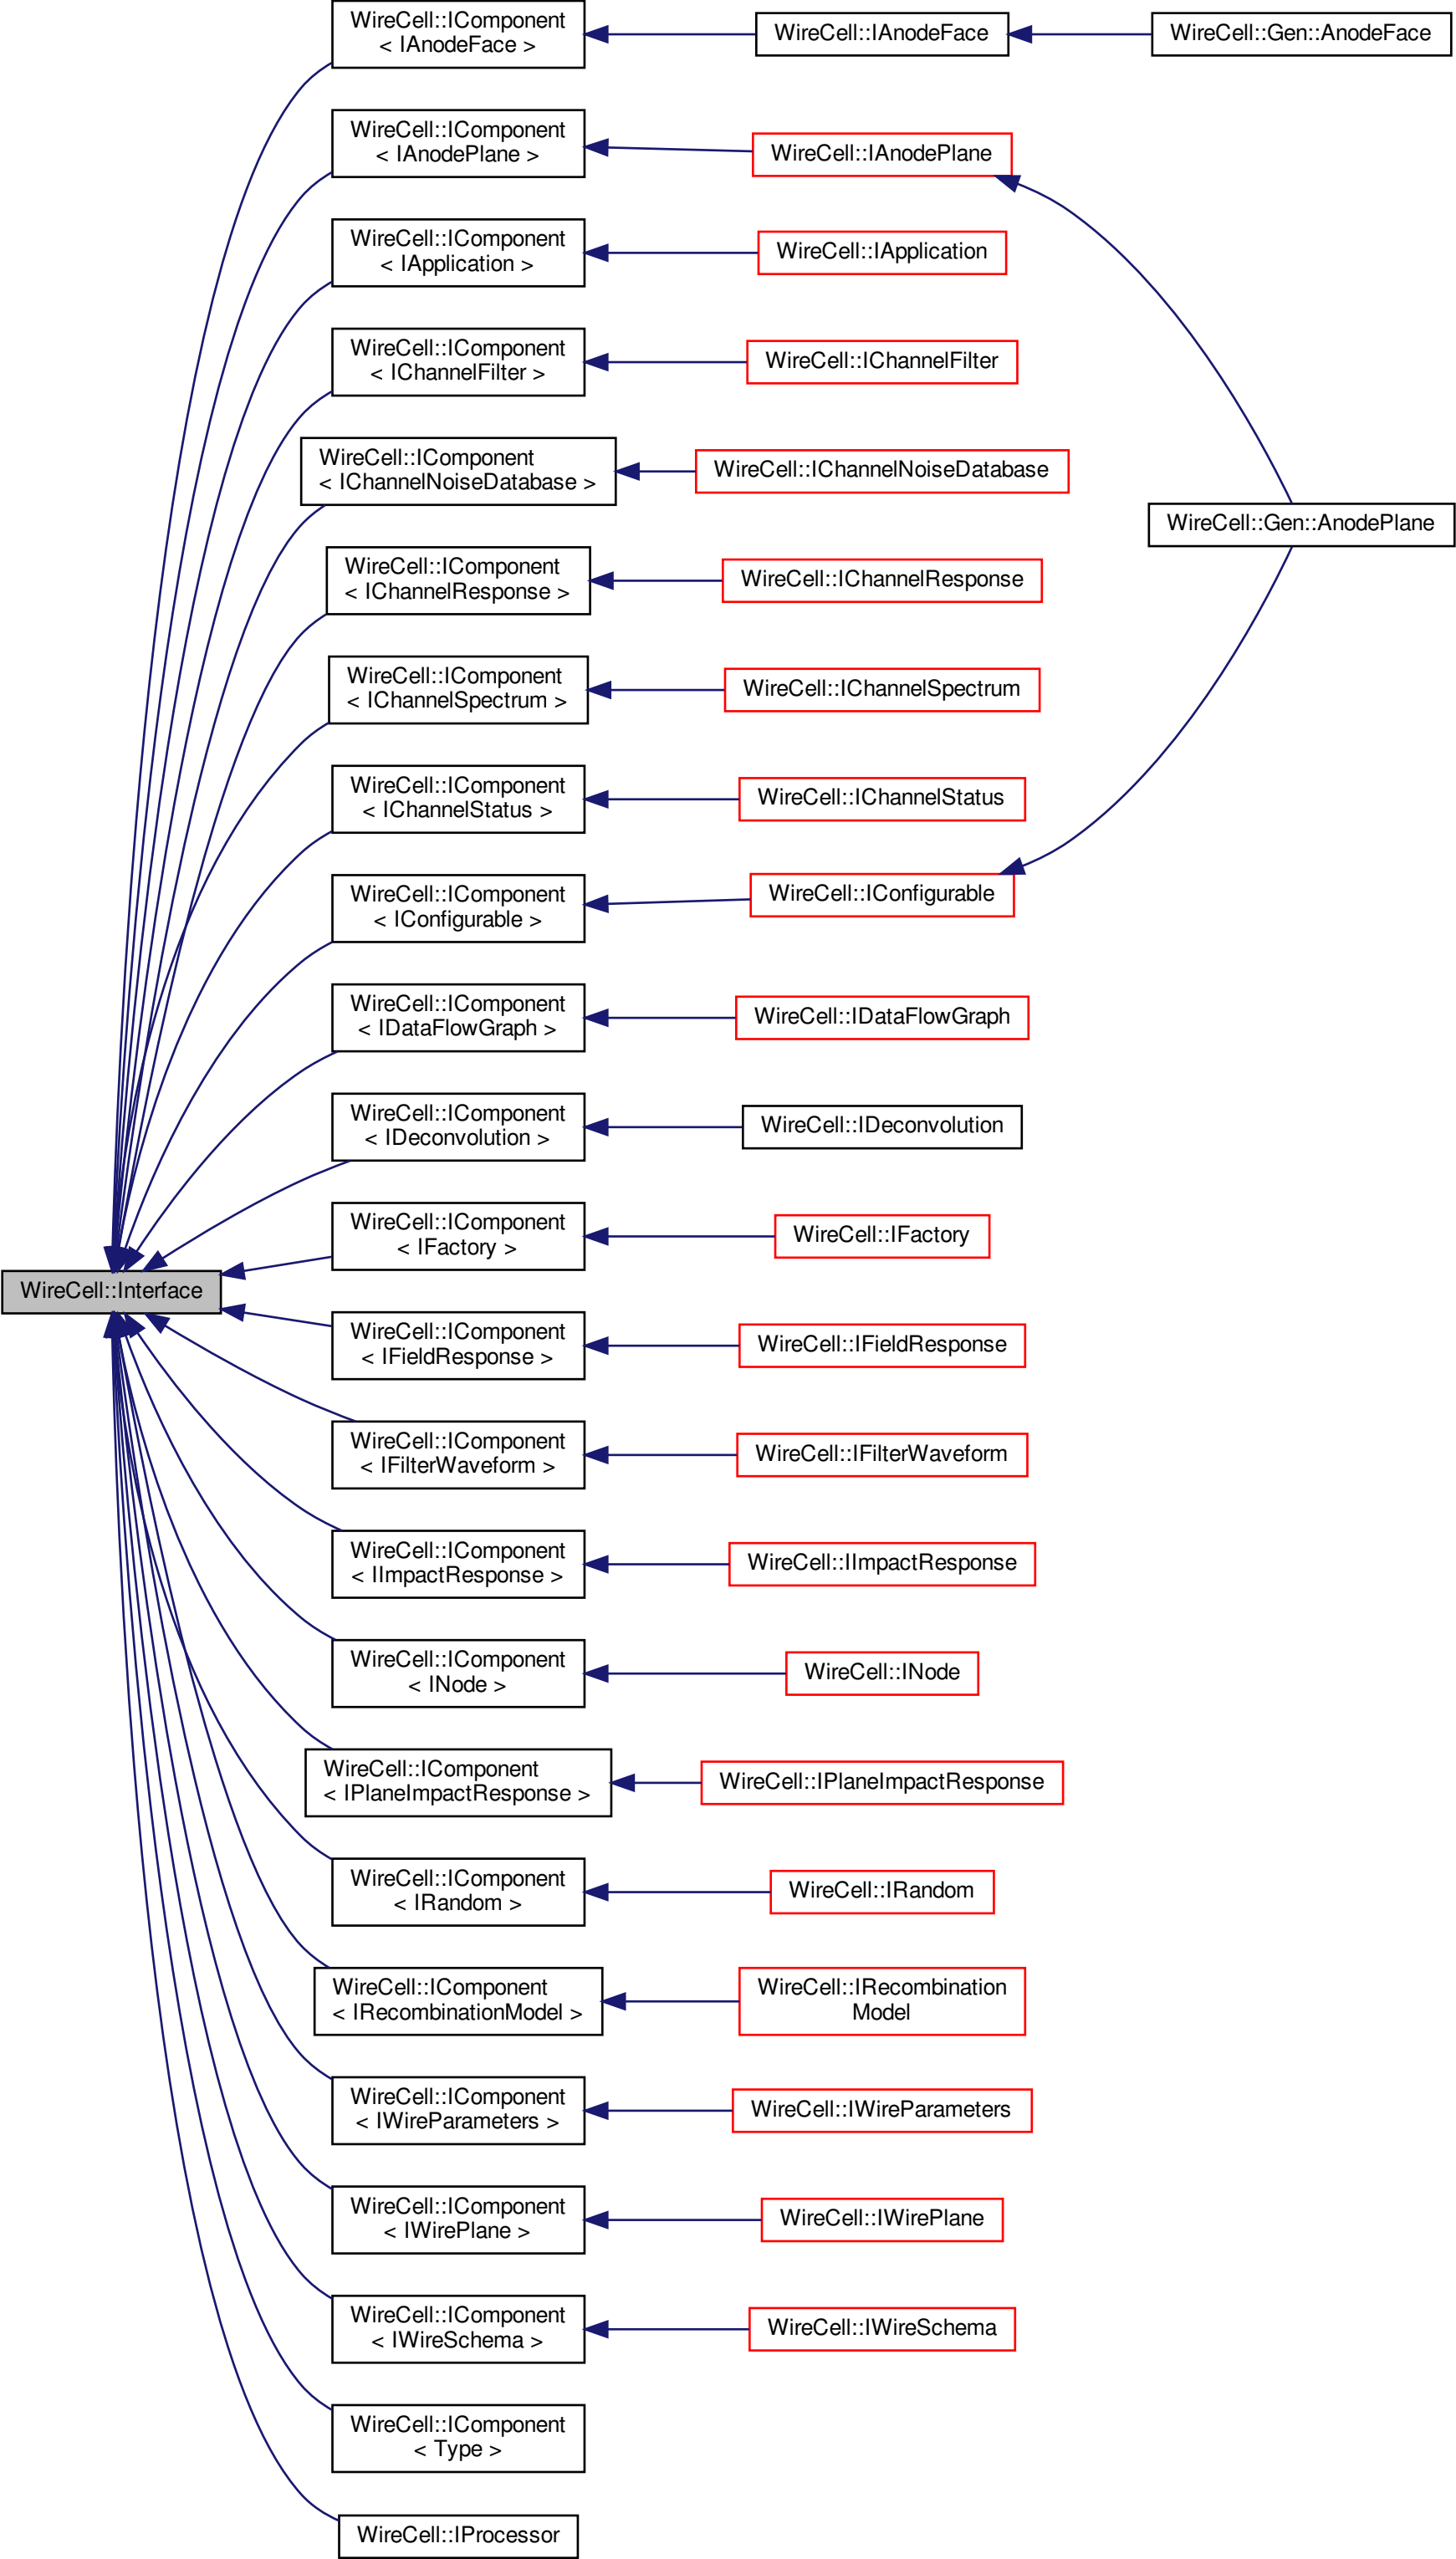 WireCell::IComponent
< IAnodeFace >
WireCell::IAnodeFace
WireCell::Gen::AnodeFace
WireCell::IComponent
< IAnodePlane >
WireCell::IAnodePlane
WireCell::IComponent
< IApplication >
WireCell::IApplication
WireCell::IComponent
< IChannelFilter >
WireCell::IChannelFilter
WireCell::IComponent
< IChannelNoiseDatabase >
WireCell::IChannelNoiseDatabase
WireCell::Gen::AnodePlane
WireCell::IComponent
< IChannelResponse >
WireCell::IChannelResponse
WireCell::IComponent
< IChannelSpectrum >
WireCell::IChannelSpectrum
WireCell::IComponent
< IChannelStatus >
WireCell::IChannelStatus
WireCell::IComponent
< IConfigurable >
WireCell::IConfigurable
WireCell::IComponent
< IDataFlowGraph >
WireCell::IDataFlowGraph
WireCell::IComponent
< IDeconvolution >
WireCell::IDeconvolution
WireCell::IComponent
< IFactory >
WireCell::IFactory
WireCell::Interface
WireCell::IComponent
< IFieldResponse >
WireCell::IFieldResponse
WireCell::IComponent
< IFilterWaveform >
WireCell::IFilterWaveform
WireCell::IComponent
< IImpactResponse >
WireCell::IImpactResponse
WireCell::IComponent
< INode >
WireCell::INode
WireCell::IComponent
< IPlaneImpactResponse >
WireCell::IPlaneImpactResponse
WireCell::IComponent
< IRandom >
WireCell::IRandom
WireCell::IComponent
< IRecombinationModel >
WireCell::IRecombination
Model
WireCell::IComponent
< IWireParameters >
WireCell::IWireParameters
WireCell::IComponent
< IWirePlane >
WireCell::IWirePlane
WireCell::IComponent
< IWireSchema >
WireCell::IWireSchema
WireCell::IComponent
< Type >
WireCell::IProcessor